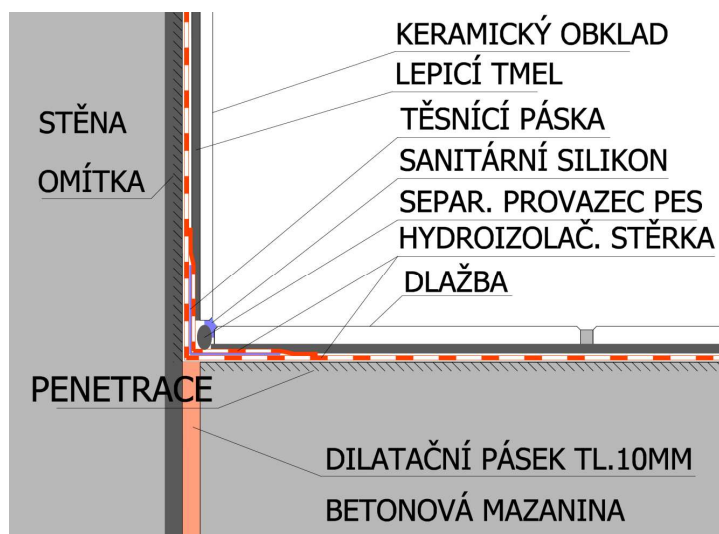 KERAMICKÝ OBKLAD
LEPICÍ TMEL
STĚNA
TĚSNÍCÍ PÁSKA
SANITÁRNÍ SILIKON
OMÍTKA
SEPAR. PROVAZEC PES
HYDROIZOLAČ. STĚRKA
DLAŽBA
PENETRACE
DILATAČNÍ PÁSEK TL.10MM
BETONOVÁ MAZANINA